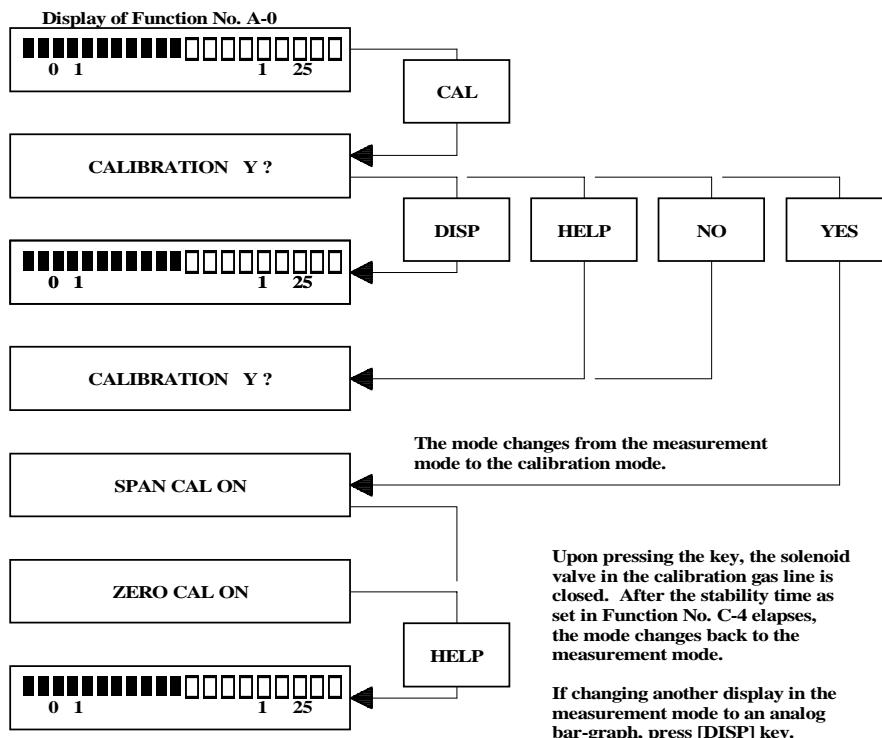 Display of Function No. A-0
0 1 1 25
CAL
CALIBRATION Y ?
DISP HELP NO YES
0 1 1 25
CALIBRATION Y ?
The mode changes from the measurement
mode to the calibration mode.
SPAN CAL ON
Upon pressing the key, the solenoid
valve in the calibration gas line is
closed. After the stability time as
set in Function No. C-4 elapses,
the mode changes back to the
measurement mode.
ZERO CAL ON
HELP
0 1 1 25
If changing another display in the
measurement mode to an analog
bar-graph, press [DISP] key.